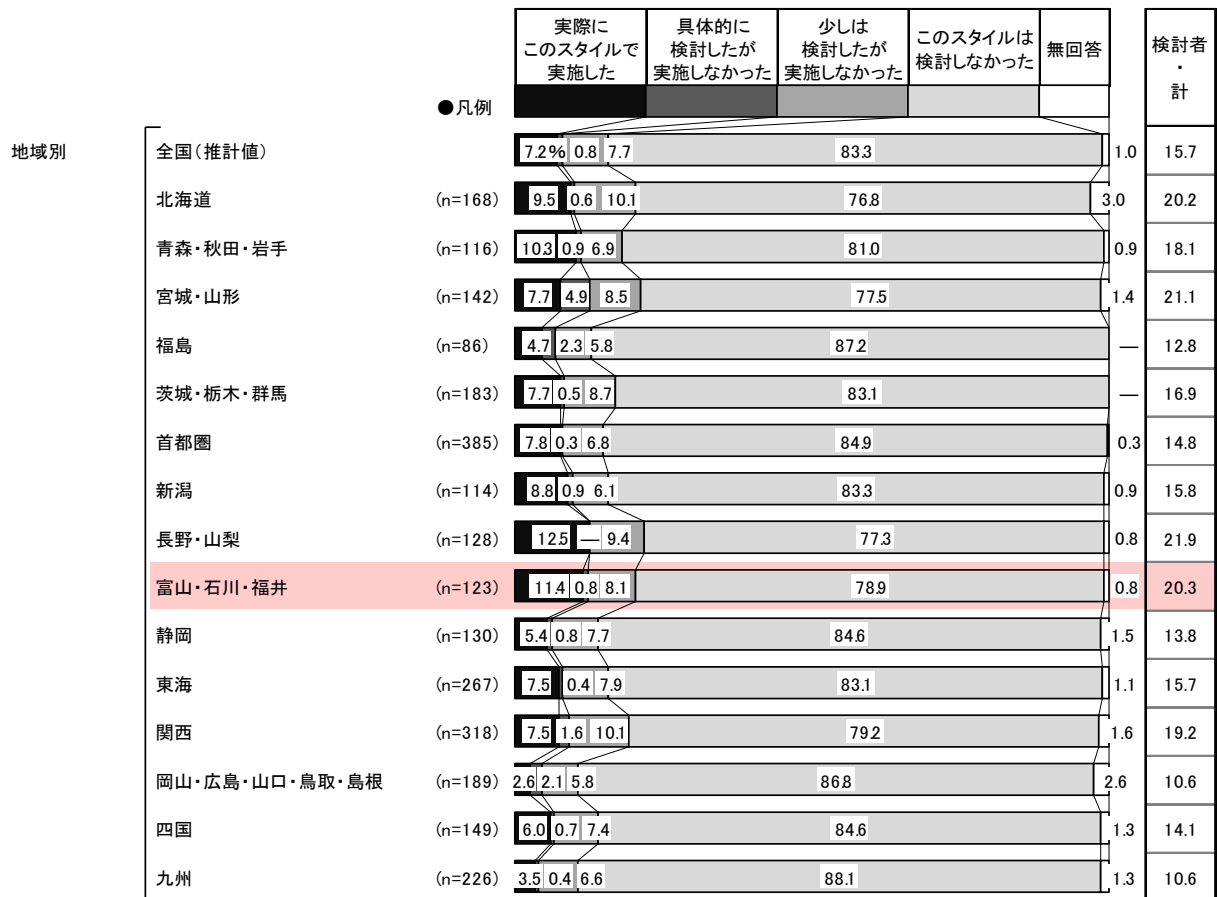 実際に
このスタイルで
実施した
具体的に
検討したが
実施しなかった
少しは
検討したが
実施しなかった
このスタイルは
検討しなかった
無回答
検討者
・
計
●凡例
地域別 全国(推計値) 7.2% 0.8 7.7 83.3 1.0 15.7
北海道 (n=168) 9.5 0.6 10.1 76.8 3.0 20.2
青森・秋田・岩手 (n=116) 10.3 0.9 6.9 81.0 0.9 18.1
宮城・山形 (n=142) 7.7 4.9 8.5 77.5 1.4 21.1
福島 (n=86) 4.7 2.3 5.8 87.2 — 12.8
茨城・栃木・群馬 (n=183) 7.7 0.5 8.7 83.1 — 16.9
首都圏 (n=385) 7.8 0.3 6.8 84.9 0.3 14.8
新潟 (n=114) 8.8 0.9 6.1 83.3 0.9 15.8
長野・山梨 (n=128) 12.5 — 9.4 77.3 0.8 21.9
富山・石川・福井 (n=123) 11.4 0.8 8.1 78.9 0.8 20.3
静岡 (n=130) 5.4 0.8 7.7 84.6 1.5 13.8
東海 (n=267) 7.5 0.4 7.9 83.1 1.1 15.7
関西 (n=318) 7.5 1.6 10.1 79.2 1.6 19.2
岡山・広島・山口・鳥取・島根 (n=189) 2.6 2.1 5.8 86.8 2.6 10.6
四国 (n=149) 6.0 0.7 7.4 84.6 1.3 14.1
九州 (n=226) 3.5 0.4 6.6 88.1 1.3 10.6